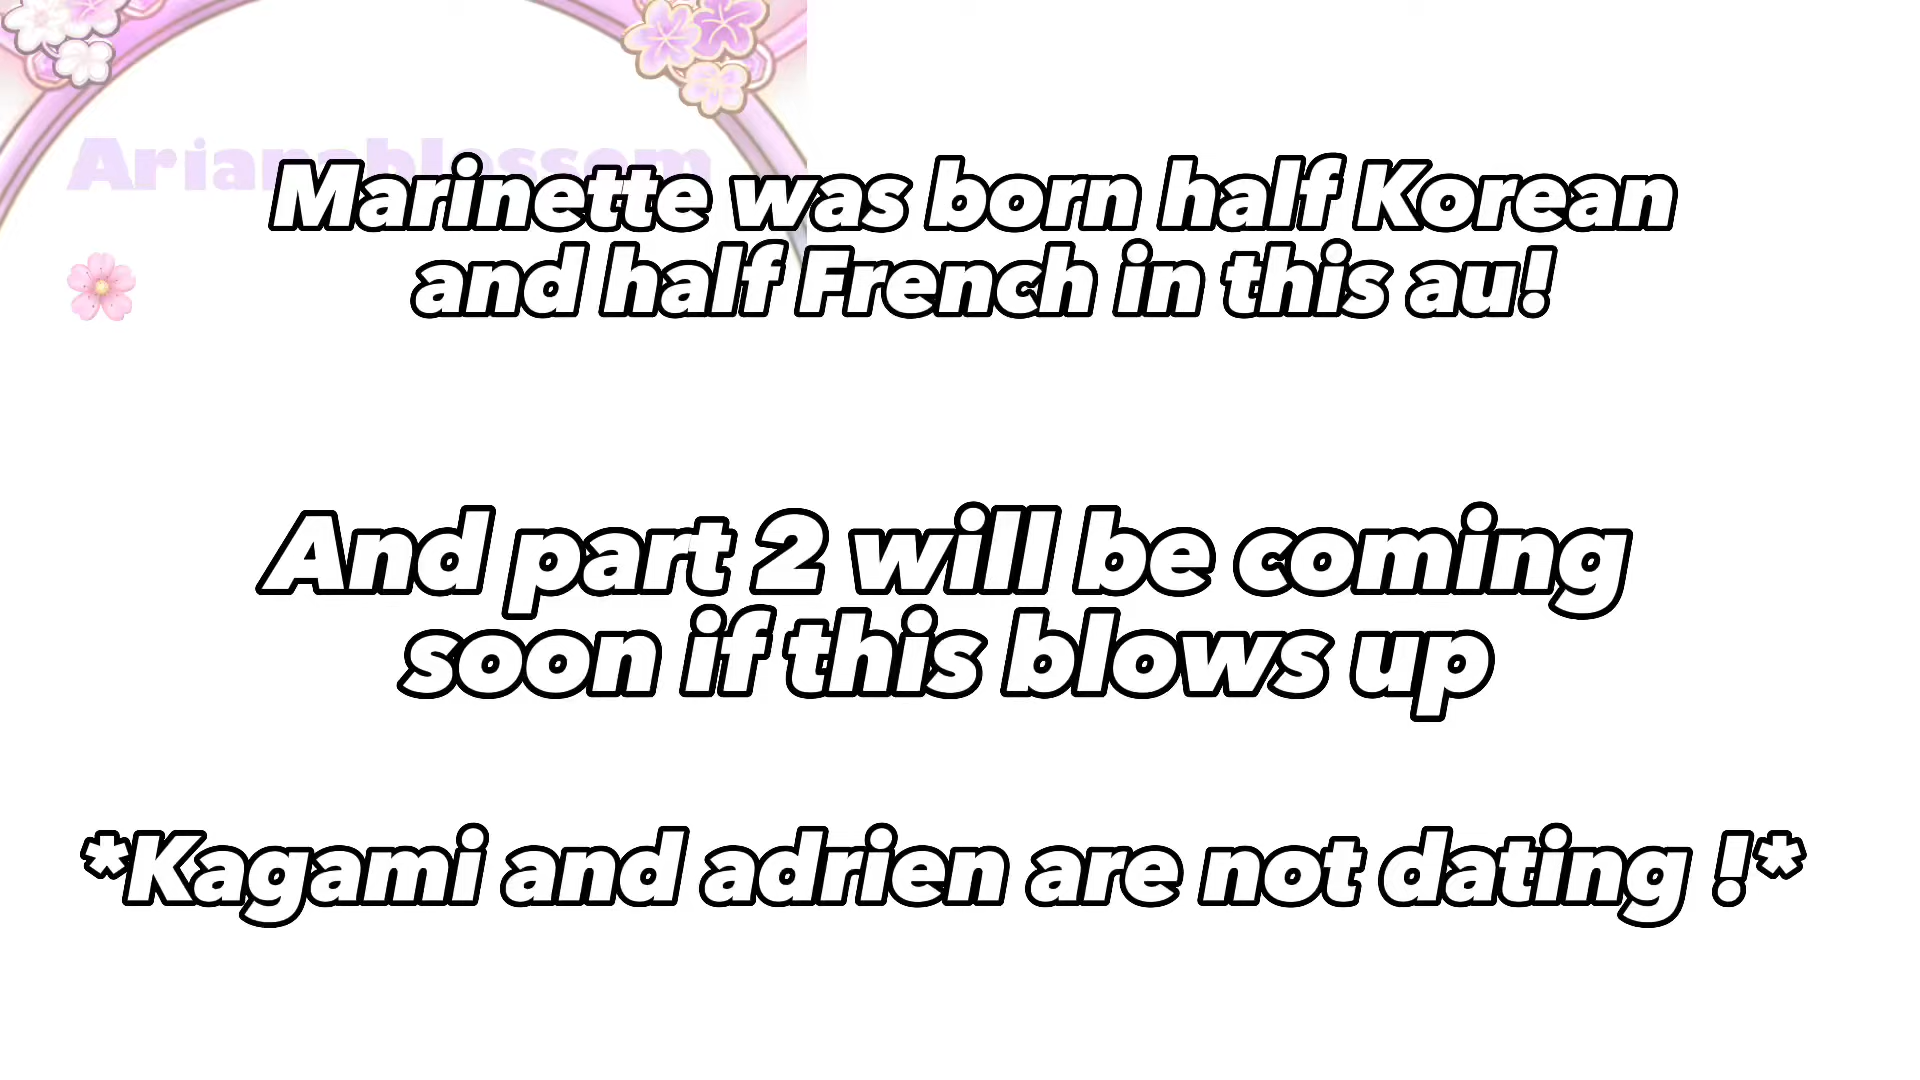 Arianablossom
Marinette was born half Korean
and half French in this au!
And part 2 will be coming
soon if this blows up
*Kagami and adrien are not dating !*